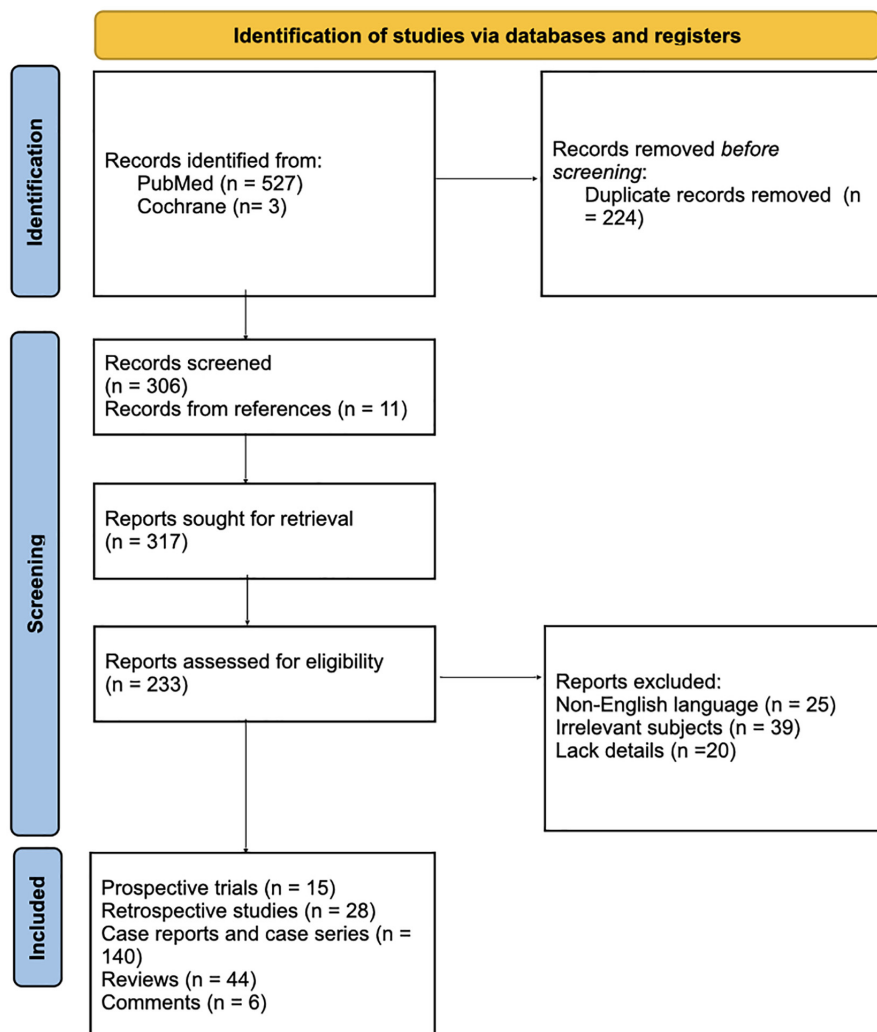 Identification of studies via databases and registers
Identification
Records identified from:
PubMed (n = 527)
Cochrane (n= 3)
Records removed before
screening:
Duplicate records removed (n
= 224)
Screening
Records screened
(n = 306)
Records from references (n = 11)
Reports sought for retrieval
(n = 317)
Reports assessed for eligibility
(n = 233)
Reports excluded:
Non-English language (n = 25)
Irrelevant subjects (n = 39)
Lack details (n =20)
Included
Prospective trials (n = 15)
Retrospective studies (n = 28)
Case reports and case series (n =
140)
Reviews (n = 44)
Comments (n = 6)